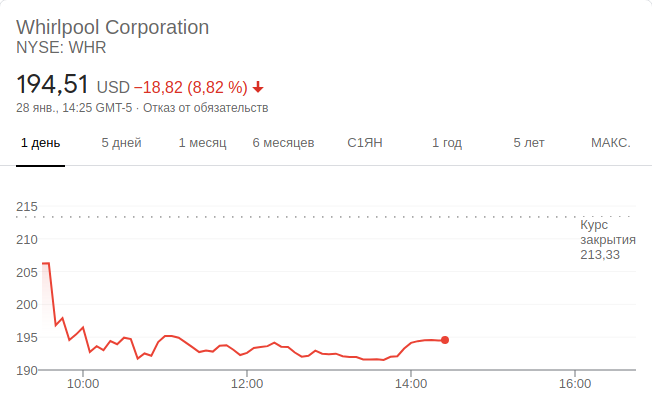 Whirlpool Corporation
NYSE: WHR
194,51 USD −18,82 (8,82 %)
28 янв., 14:25 GMT-5 · Отказ от обязательств
1 день 5 дней 1 месяц 6 месяцев С1ЯН 1 год 5 лет МАКС.
215
Курс
закрытия
213,33
210
205
200
195
190
10:00 12:00 14:00 16:00